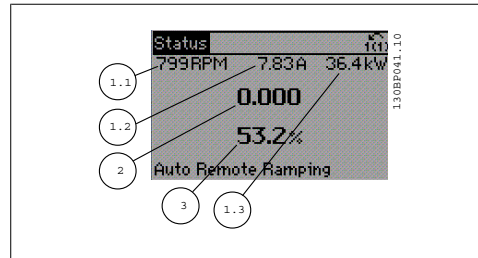 Status 1(1)
799RPM 7.83A 36.4kW
0.000
53.2%
Auto Remote Ramping
1.1
1.2
2
3
1.3
130BP041.10